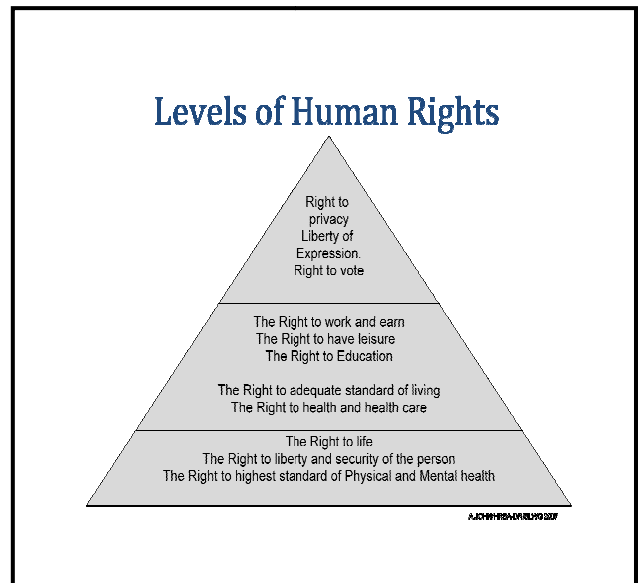 Levels of Human Rights
Right to
privacy
Liberty of
Expression.
Right to vote
The Right to work and earn
The Right to have leisure
The Right to Education
The Right to adequate standard of living
The Right to health and health care
The Right to life
The Right to liberty and security of the person
The Right to highest standard of Physical and Mental health